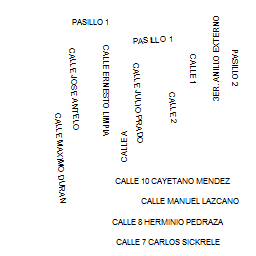 PASILLO 1
PASILLO 1
3ER. ANILLO EXTERNO
PASILO 2
CALLE 1
CALLE JOSE ANTELO
CALLE ERNESTO LIMPIA
CALLE JULIO PRADO
CALLE 2
CALLE A
CALLE MAXIMO DURAN
CALLE 10 CAYETANO MENDEZ
CALLE MANUEL LAZCANO
CALLE 8 HERMINIO PEDRAZA
CALLE 7 CARLOS SICKRELE